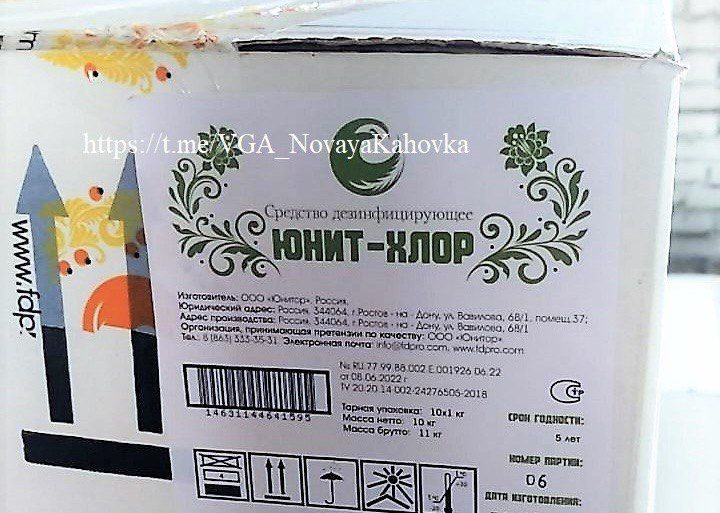 https://t.me/VGA_NovayaKahovka
Средство дезинфицирующее
ЮНИТ-ХЛОР
www.fdp
Изготовитель: ООО «Юнитор», Россия.
Юридический адрес: Россия, 344064, г. Ростов - на - Дону, ул. Вавилова, 68/1, помещ.37;
Адрес производства: Россия, 344064, г.Ростов - на - Дону, ул. Вавилова, 68/1
Организация, принимающая претензии по качеству: ООО «Юнитор»
Тел.: 8 (863) 333-35-31 Электронная почта: info@fdpro.com, www.fdpro.com
№ RU.77.99.88.002.E.001926.06.22
от 08.06.2022 г
TV 20.20.14-002-24276505-2018
14631144641595
Тарная упаковка: 10х1 кг
Масса нетто: 10 кг
Масса брутто: 11 кг
СРОК ГОДНОСТИ:
5 лет
НОМЕР ПАРТИИ:
06
ДАТА ИЗГОТОВЛЕНИЯ:
4